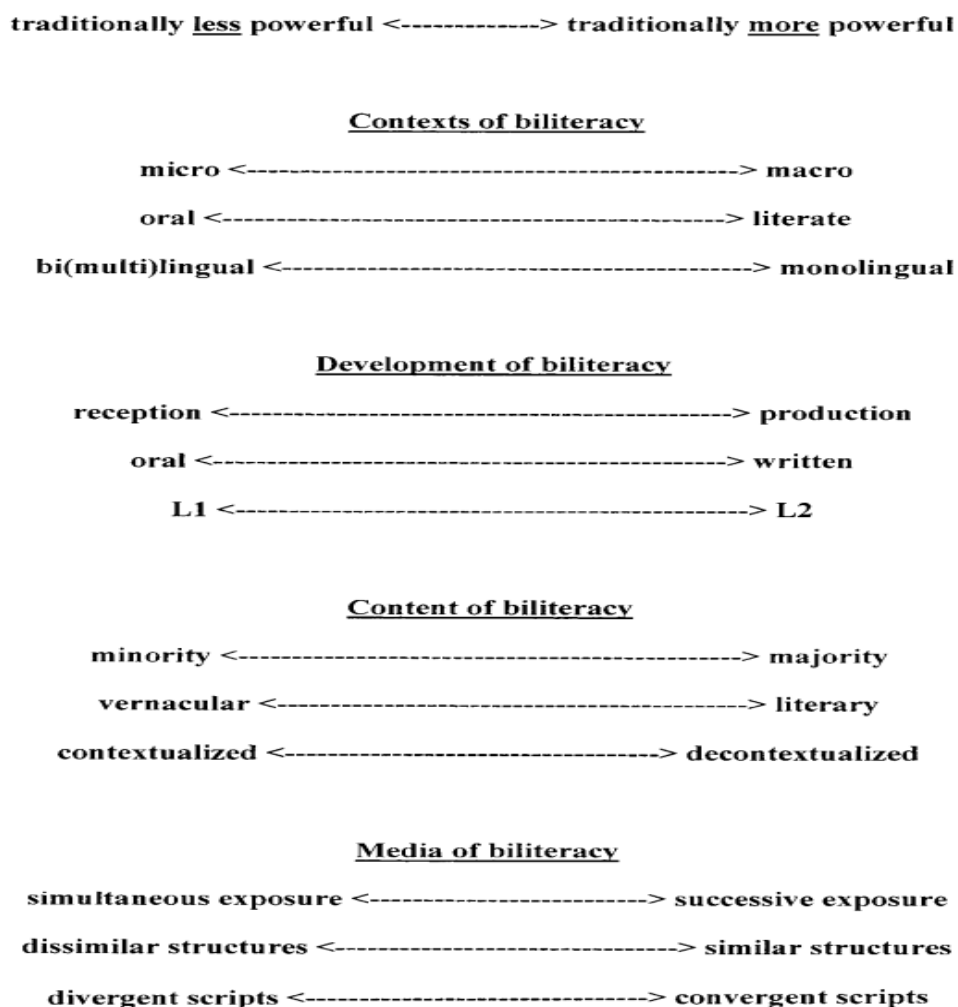 traditionally less powerful <-------------> traditionally more powerful
Contexts of biliteracy
micro <------------------------------------------------> macro
oral <-------------------------------------------------> literate
bi(multi)lingual <----------------------------------------------> monolingual
Development of biliteracy
reception <--------------------------------------------------> production
oral <--------------------------------------------------> written
L1 <--------------------------------------------------> L2
Content of biliteracy
minority <-------------------------------------------------> majority
vernacular <----------------------------------------------> literary
contextualized <------------------------------------> decontextualized
Media of biliteracy
simultaneous exposure <--------------------------> successive exposure
dissimilar structures <---------------------------------> similar structures
divergent scripts <---------------------------------> convergent scripts